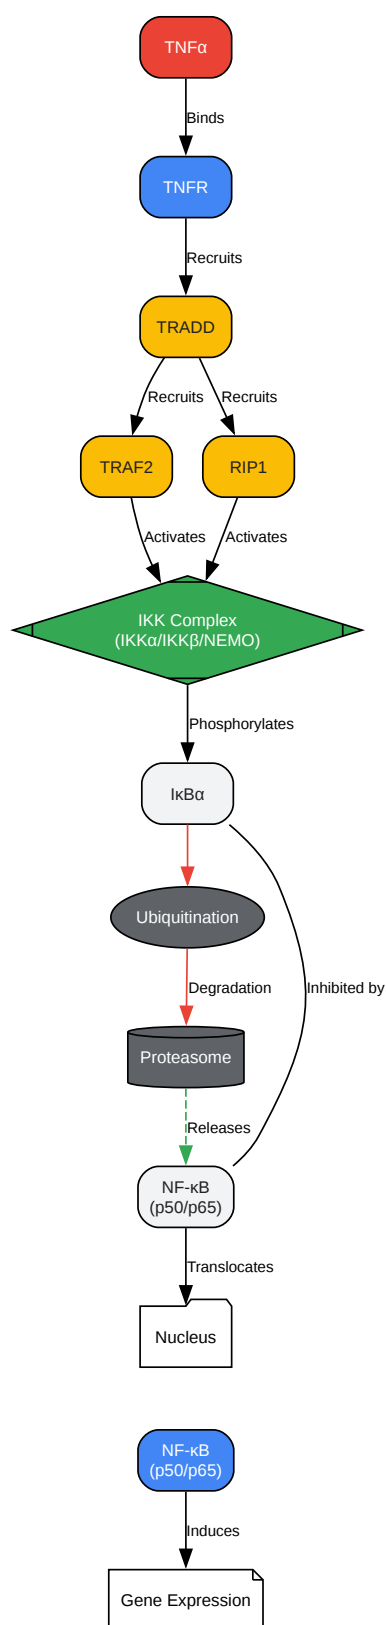 TNFα
Binds
TNFR
Recruits
TRADD
Recruits
Recruits
TRAF2
RIP1
Activates
Activates
IKK Complex
(IKKα/IKKβ/NEMO)
Phosphorylates
IκBα
Ubiquitination
Degradation
Inhibited by
Proteasome
Releases
NF-κB
(p50/p65)
Translocates
Nucleus
NF-κB
(p50/p65)
Induces
Gene Expression